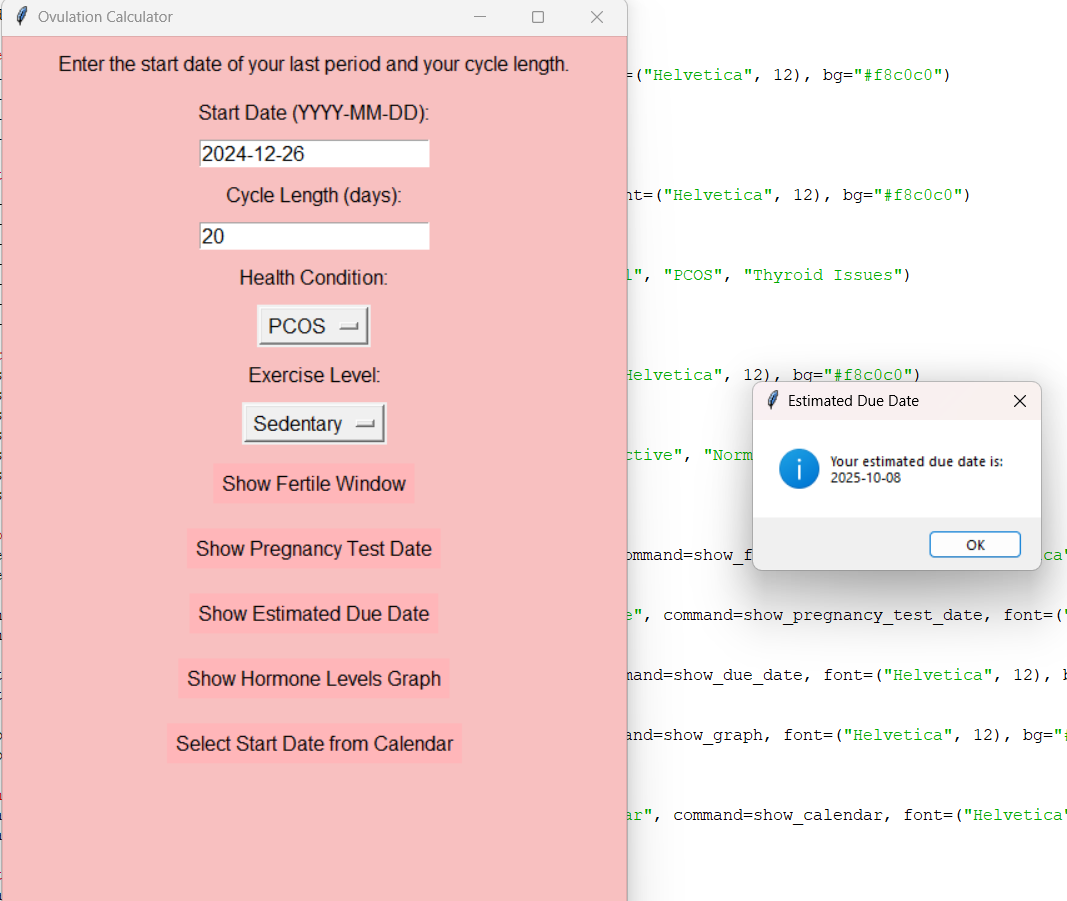 Ovulation Calculator
Enter the start date of your last period and your cycle length.
Start Date (YYYY-MM-DD):
2024-12-26
Cycle Length (days):
20
Health Condition:
PCOS
Exercise Level:
Sedentary
Show Fertile Window
Show Pregnancy Test Date
Show Estimated Due Date
Show Hormone Levels Graph
Select Start Date from Calendar
=("Helvetica", 12), bg="#f8c0c0")
nt=("Helvetica", 12), bg="#f8c0c0")
", "PCOS", "Thyroid Issues")
Helvetica", 12), bg="#f8c0c0")
Estimated Due Date
ctive", "Norm
Your estimated due date is:
2025-10-08
OK
ommand=show_f
ca"
e", command=show_pregnancy_test_date, font=("
mand=show_due_date, font=("Helvetica", 12), b
and=show_graph, font=("Helvetica", 12), bg="#
ar", command=show_calendar, font=("Helvetica"